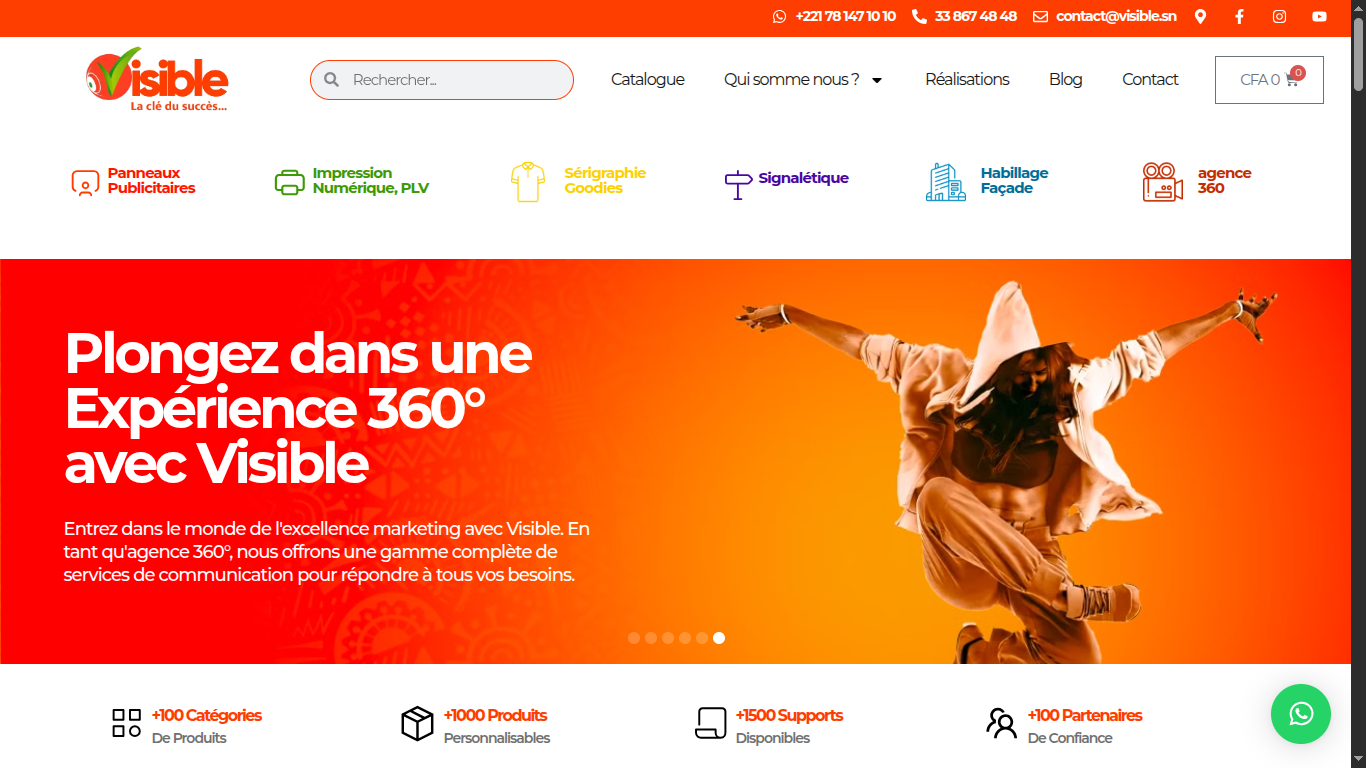 +221 78 147 10 10
33 867 48 48
contact@visible.sn
Visible
La clé du succès...
Rechercher...
Catalogue
Qui somme nous ?
Réalisations
Blog
Contact
CFA 0
0
Panneaux
Publicitaires
Impression
Numérique, PLV
Sérigraphie
Goodies
Signalétique
Habillage
Façade
agence
360
Plongez dans une
Expérience 360°
avec Visible
Entrez dans le monde de l'excellence marketing avec Visible. En
tant qu'agence 360°, nous offrons une gamme complète de
services de communication pour répondre à tous vos besoins.
+100 Catégories
De Produits
+1000 Produits
Personnalisables
+1500 Supports
Disponibles
+100 Partenaires
De Confiance